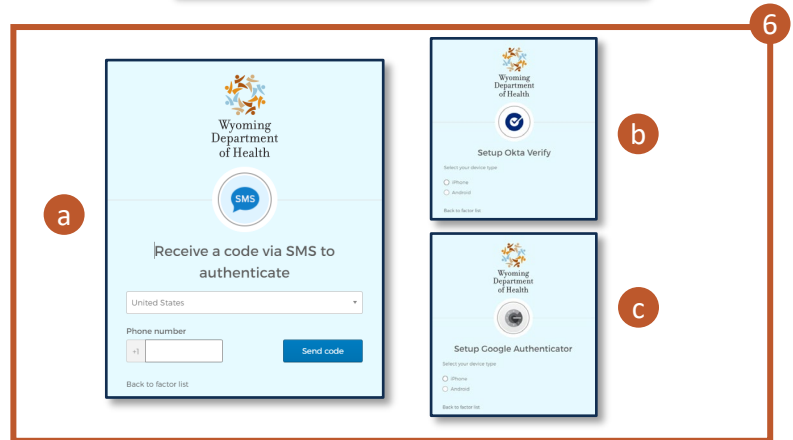 6
a
Wyoming
Department
of Health
SMS
Receive a code via SMS to
authenticate
United States
Phone number
+1
Send code
Back to factor list
b
Wyoming
Department
of Health
Setup Okta Verify
Select your device type
iPhone
Android
Back to factor list
c
Wyoming
Department
of Health
Setup Google Authenticator
Select your device type
iPhone
Android
Back to factor list